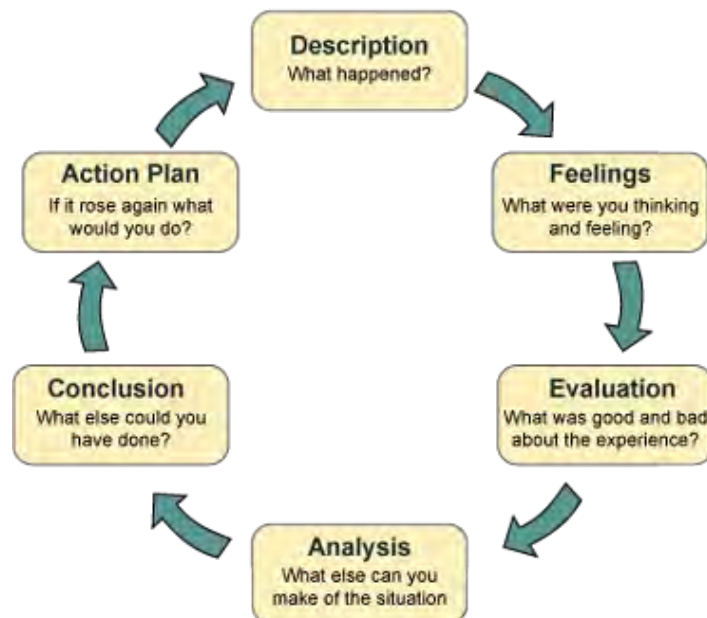 Description
What happened?
Feelings
What were you thinking
and feeling?
Evaluation
What was good and bad
about the experience?
Analysis
What else can you
make of the situation
Conclusion
What else could you
have done?
Action Plan
If it rose again what
would you do?